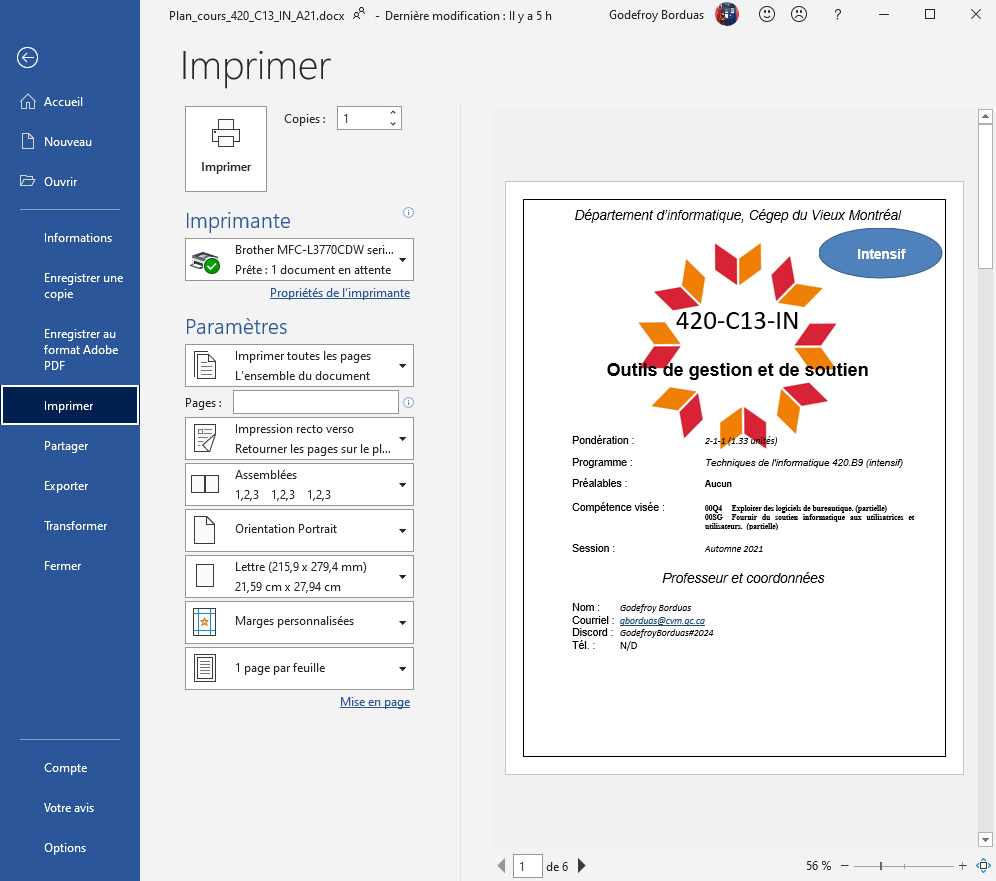 Plan_cours_420_C13_IN_A21.docx - Dernière modification : Il y a 5 h
Godefroy Borduas
?
Accueil
Nouveau
Ouvrir
Informations
Enregistrer une
copie
Enregistrer au
format Adobe
PDF
Imprimer
Partager
Exporter
Transformer
Fermer
Compte
Votre avis
Options
Imprimer
Imprimer
Copies : 1
Imprimante
Brother MFC-L3770CDW seri...
Prête : 1 document en attente
Propriétés de l'imprimante
Paramètres
Imprimer toutes les pages
L'ensemble du document
Pages :
Impression recto verso
Retourner les pages sur le pl...
Assemblées
1,2,3 1,2,3 1,2,3
Orientation Portrait
Lettre (215,9 x 279,4 mm)
21,59 cm x 27,94 cm
Marges personnalisées
1 page par feuille
Mise en page
Département d'informatique, Cégep du Vieux Montréal
Intensif
420-C13-IN
Outils de gestion et de soutien
Pondération : 2-1-1 (1.33 unités)
Programme : Techniques de l'informatique 420.B9 (intensif)
Préalables : Aucun
Compétence visée : 00Q4 Exploiter des logiciels de bureautique. (partielle)
00SG Fournir du soutien informatique aux utilisatrices et
utilisateurs. (partielle)
Session : Automne 2021
Professeur et coordonnées
Nom : Godefroy Borduas
Courriel : gborduas@cvm.qc.ca
Discord : GodefroyBorduas#2024
Tél. : N/D
1 de 6
56 %